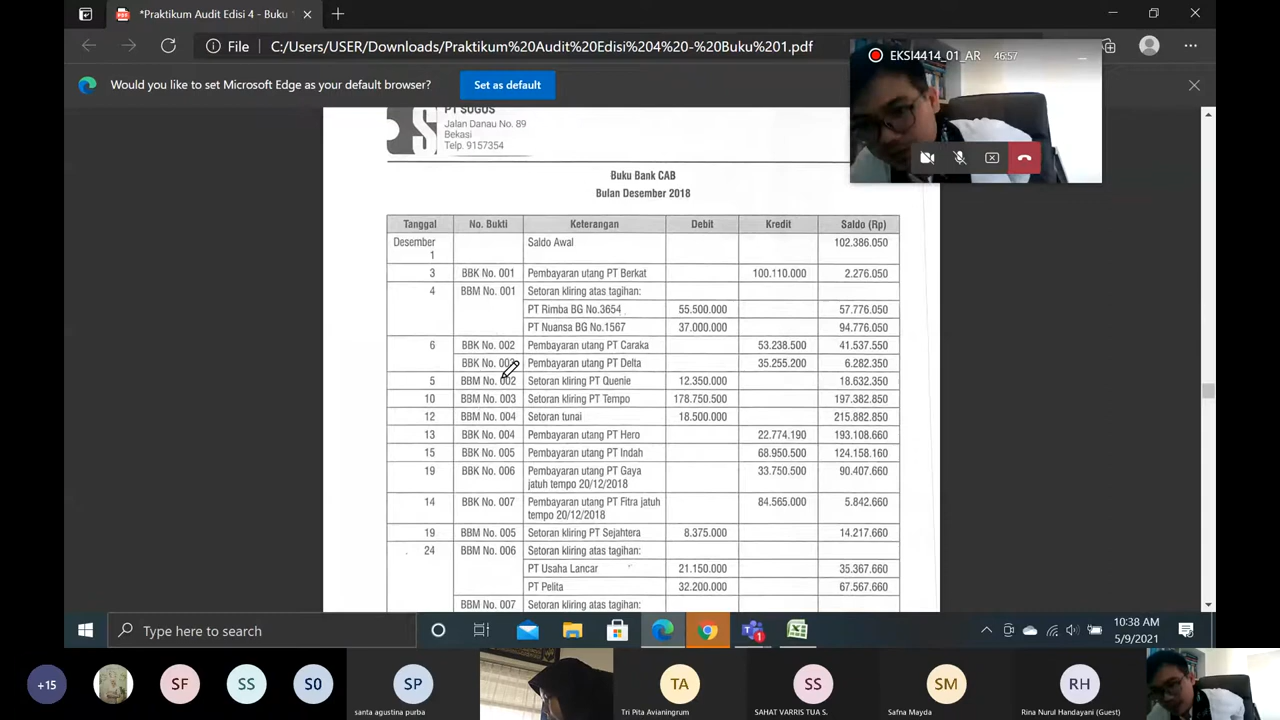 *Praktikum Audit Edisi 4 - Buku 1
File C:/Users/USER/Downloads/Praktikum%20Audit%20Edisi%204%20-%20Buku%201.pdf
EKSI4414_01_AR 46:57
Would you like to set Microsoft Edge as your default browser? Set as default
PT SUGUS
Jalan Danau No. 89
Bekasi
Telp. 9157354
Buku Bank CAB
Bulan Desember 2018
Tanggal No. Bukti Keterangan Debit Kredit Saldo (Rp)
Desember Saldo Awal 102.386.050
1
3 BBK No. 001 Pembayaran utang PT Berkat 100.110.000 2.276.050
4 BBM No. 001 Setoran kliring atas tagihan:
PT Rimba BG No.3654 55.500.000 57.776.050
PT Nuansa BG No.1567 37.000.000 94.776.050
6 BBK No. 002 Pembayaran utang PT Caraka 53.238.500 41.537.550
BBK No. Pembayaran utang PT Delta 35.255.200 6.282.350
5 BBM No. 002 Setoran kliring PT Quenie 12.350.000 18.632.350
10 BBM No. 003 Setoran kliring PT Tempo 178.750.500 197.382.850
12 BBM No. 004 Setoran tunai 18.500.000 215.882.850
13 BBK No. 004 Pembayaran utang PT Hero 22.774.190 193.108.660
15 BBK No. 005 Pembayaran utang PT Indah 68.950.500 124.158.160
19 BBK No. 006 Pembayaran utang PT Gaya 33.750.500 90.407.660
jatuh tempo 20/12/2018
14 BBK No. 007 Pembayaran utang PT Fitra jatuh 84.565.000 5.842.660
tempo 20/12/2018
19 BBM No. 005 Setoran kliring PT Sejahtera 8.375.000 14.217.660
24 BBM No. 006 Setoran kliring atas tagihan:
PT Usaha Lancar 21.150.000 35.367.660
PT Pelita 32.200.000 67.567.660
BBM No. 007 Setoran kliring atas tagihan:
Type here to search
1
10:38 AM
5/9/2021
+15 SF SS S0 SP TA SS SM RH
santa agustina purba Tri Pita Avianingrum SAHAT VARRIS TUA S. Safna Mayda Rina Nurul Handayani (Guest)